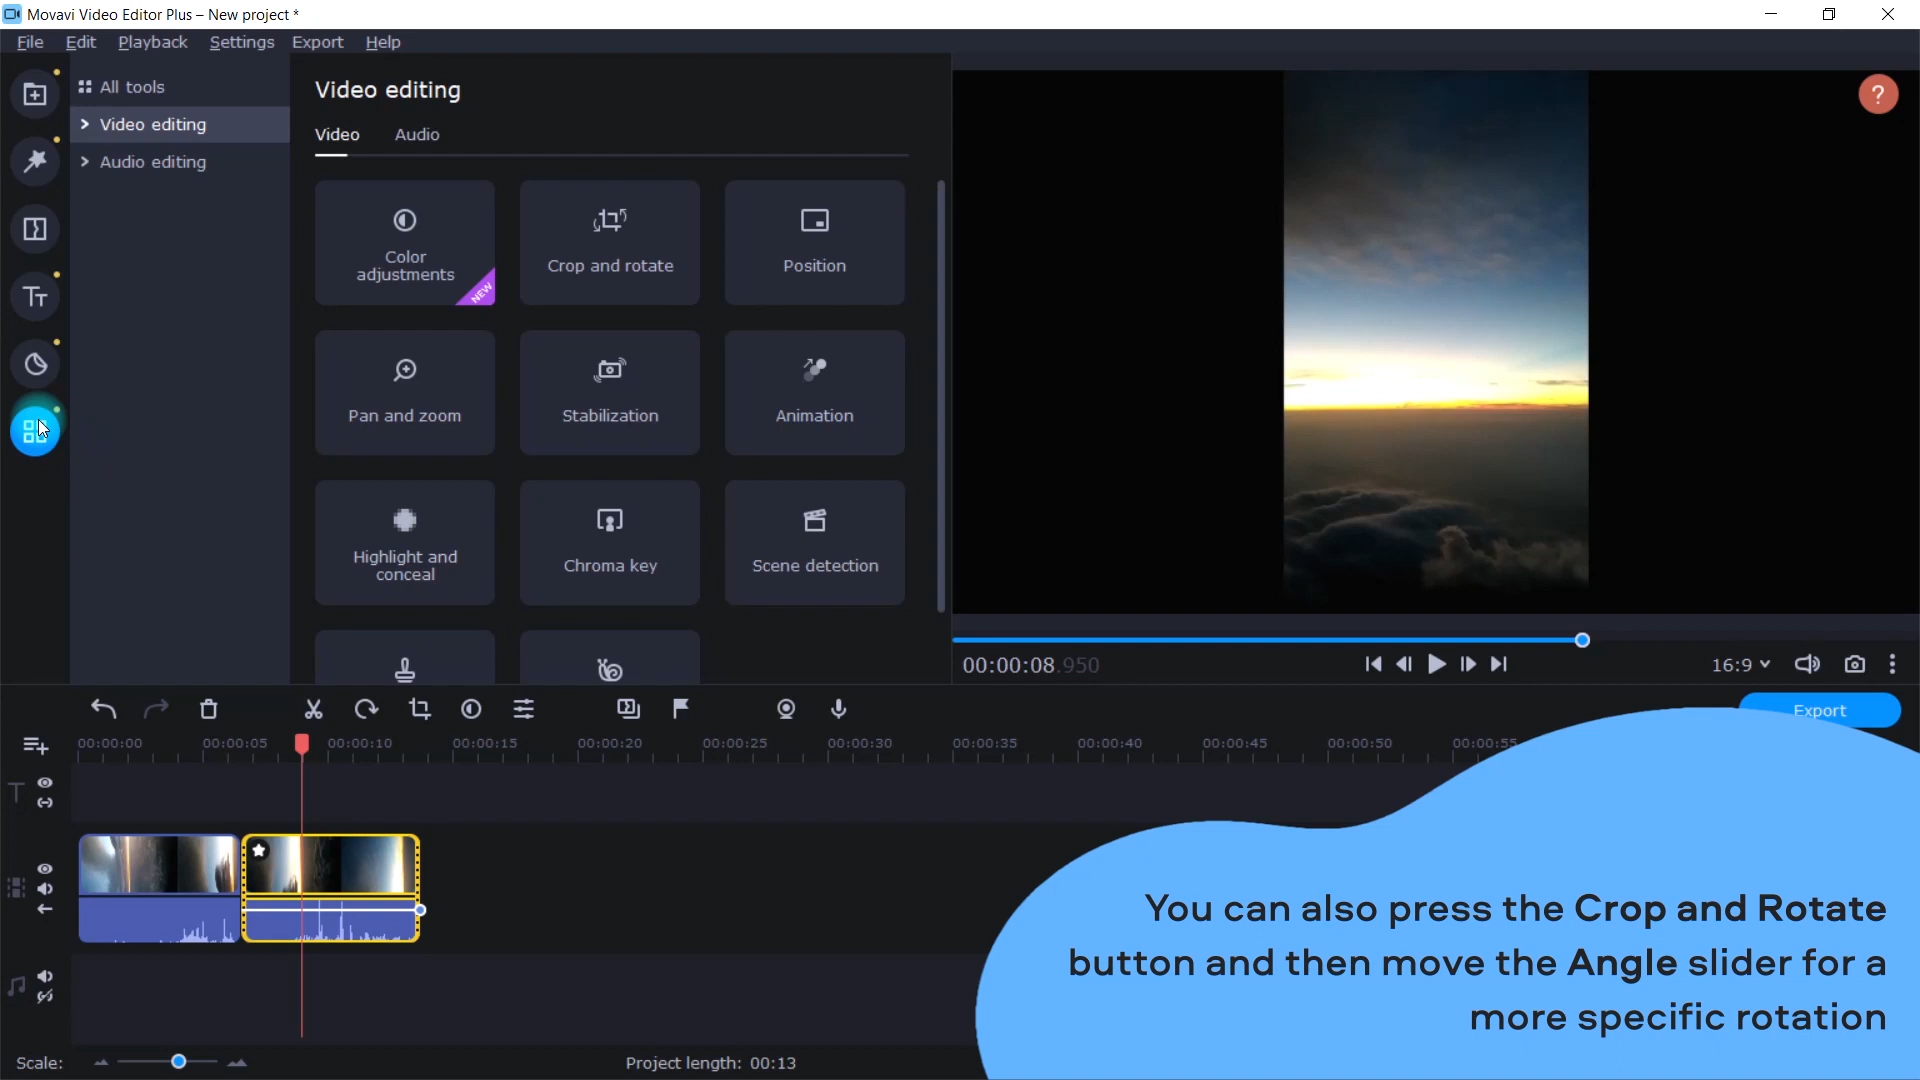 Movavi Video Editor Plus – New project *
File Edit Playback Settings Export Help
All tools
Video editing
Audio editing
Video editing
Video Audio
Color
adjustments
NEW
Crop and rotate
Position
Pan and zoom
Stabilization
Animation
Highlight and
conceal
Chroma key
Scene detection
?
00:00:08.950
16:9
Export
00:00:00 00:00:05 00:00:10 00:00:15 00:00:20 00:00:25 00:00:30 00:00:35 00:00:40 00:00:45 00:00:50 00:00:55
You can also press the Crop and Rotate
button and then move the Angle slider for a
more specific rotation
Scale:
Project length: 00:13